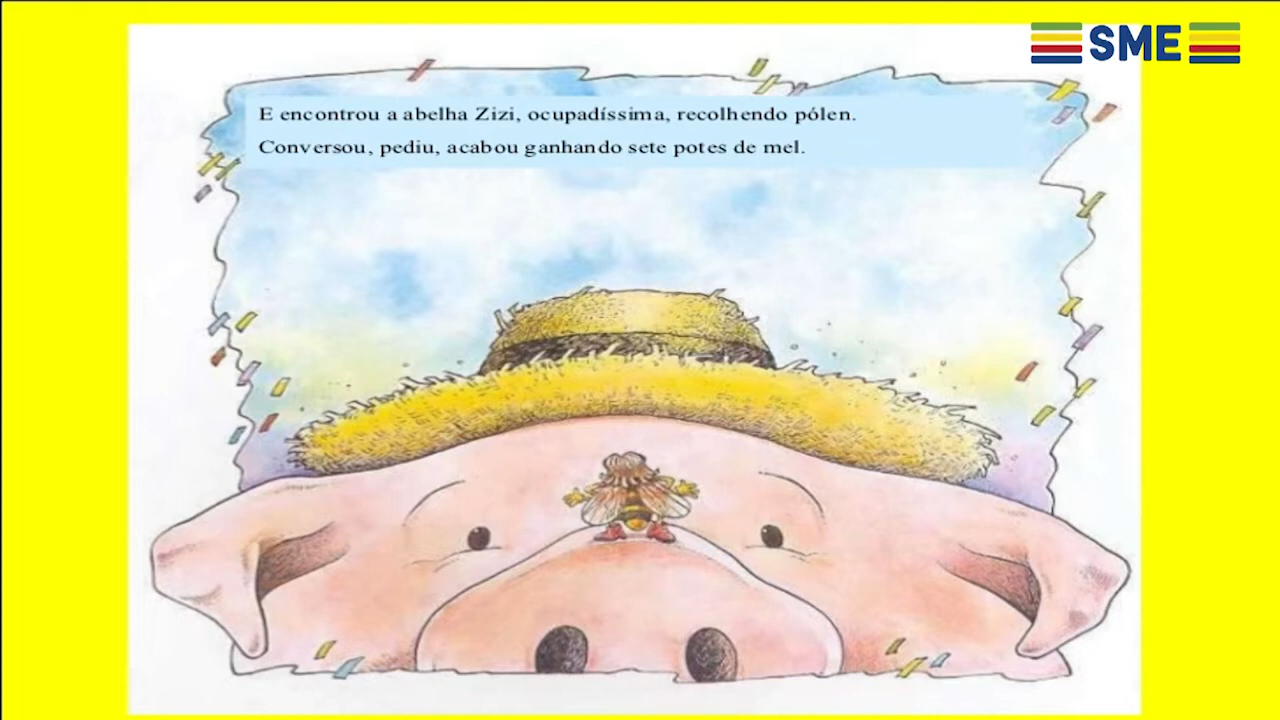 SME
E encontrou a abelha Zizi, ocupadíssima, recolhendo pólen.
Conversou, pediu, acabou ganhando sete potes de mel.